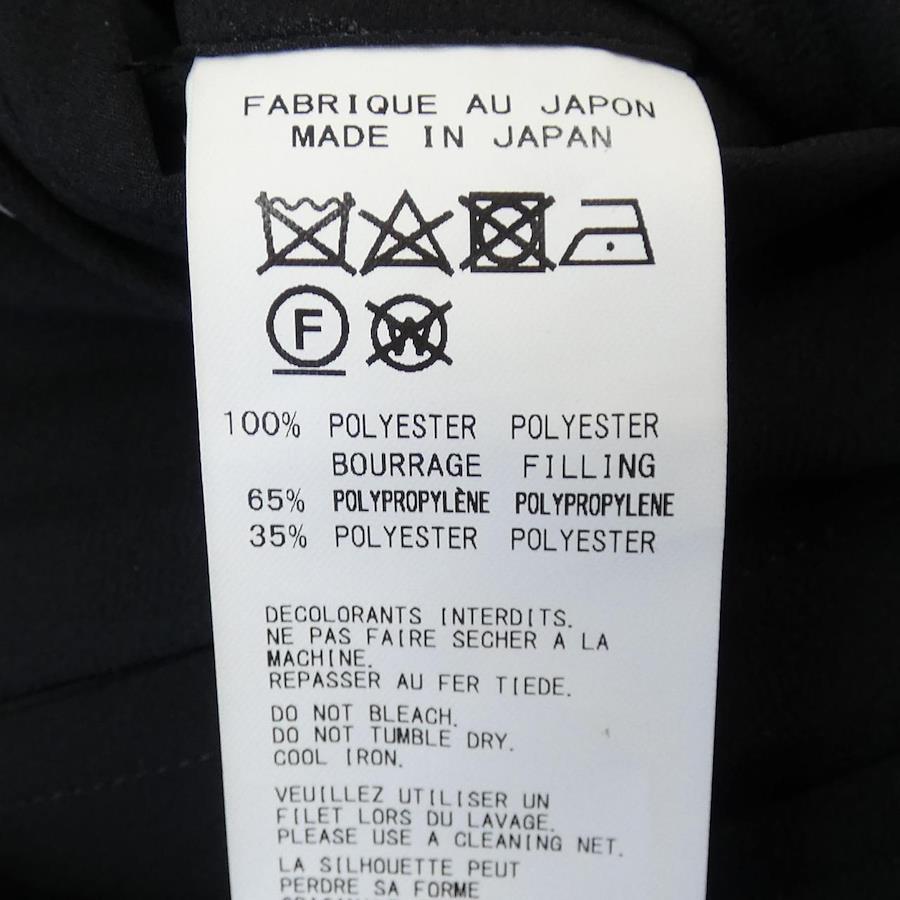 FABRIQUE AU JAPON
MADE IN JAPAN
F
W
100% POLYESTER POLYESTER
BOURRAGE FILLING
65% POLYPROPYLÈNE POLYPROPYLENE
35% POLYESTER POLYESTER
DECOLORANTS INTERDITS.
NE PAS FAIRE SECHER A LA
MACHINE.
REPASSER AU FER TIEDE.
DO NOT BLEACH.
DO NOT TUMBLE DRY.
COOL IRON.
VEUILLEZ UTILISER UN
FILET LORS DU LAVAGE.
PLEASE USE A CLEANING NET.
LA SILHOUETTE PEUT
PERDRE SA FORME